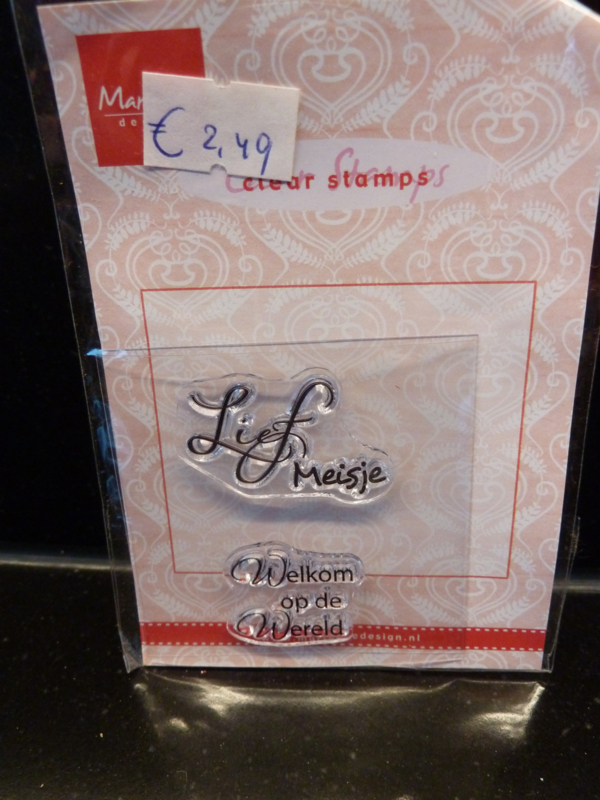 € 2,49
clear stamps
Lief
Meisje
Welkom
op de
Wereld